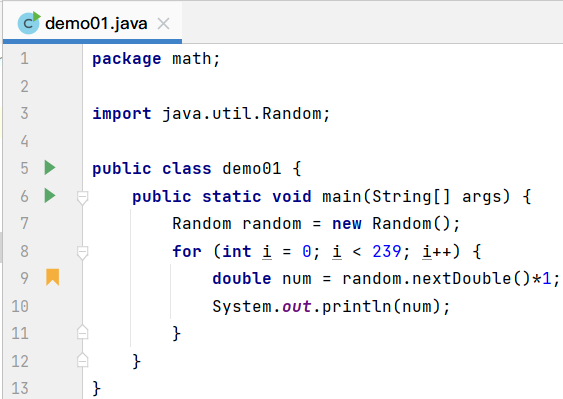 demo01.java
1 package math;
2
3 import java.util.Random;
4
5 public class demo01 {
6 public static void main(String[] args) {
7 Random random = new Random();
8 for (int i = 0; i < 239; i++) {
9 double num = random.nextDouble()*1;
10 System.out.println(num);
11 }
12 }
13 }